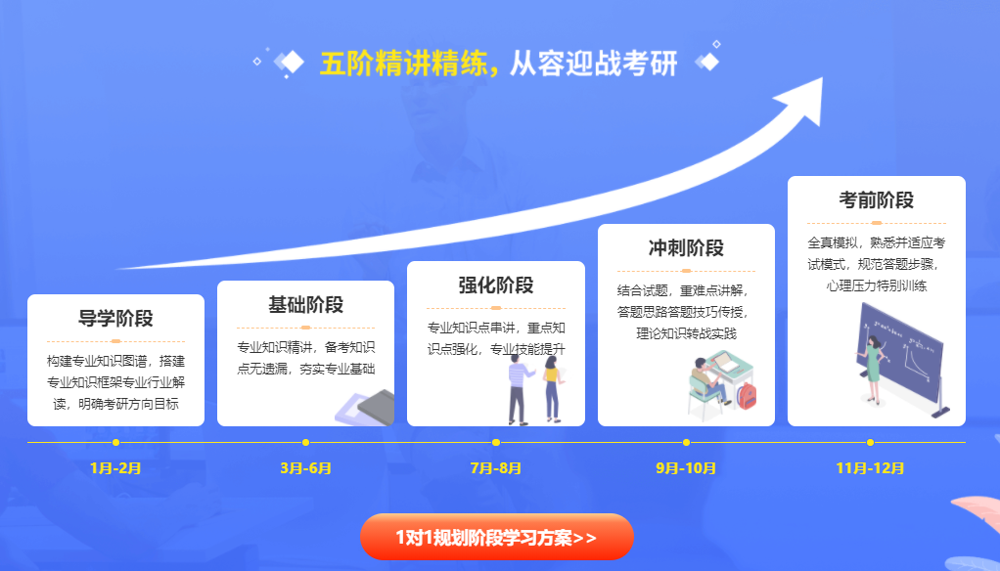 五阶精讲精练，从容迎战考研
导学阶段
构建专业知识图谱，搭建
专业知识框架专业行业解
读，明确考研方向目标
基础阶段
专业知识精讲，备考知识
点无遗漏，夯实专业基础
强化阶段
专业知识点串讲，重点知
识点强化，专业技能提升
冲刺阶段
结合试题，重难点讲解，
答题思路答题技巧传授，
理论知识转战实践
考前阶段
全真模拟，熟悉并适应考
试模式，规范答题步骤，
心理压力特别训练
1月-2月
3月-6月
7月-8月
9月-10月
11月-12月
1对1规划阶段学习方案>>